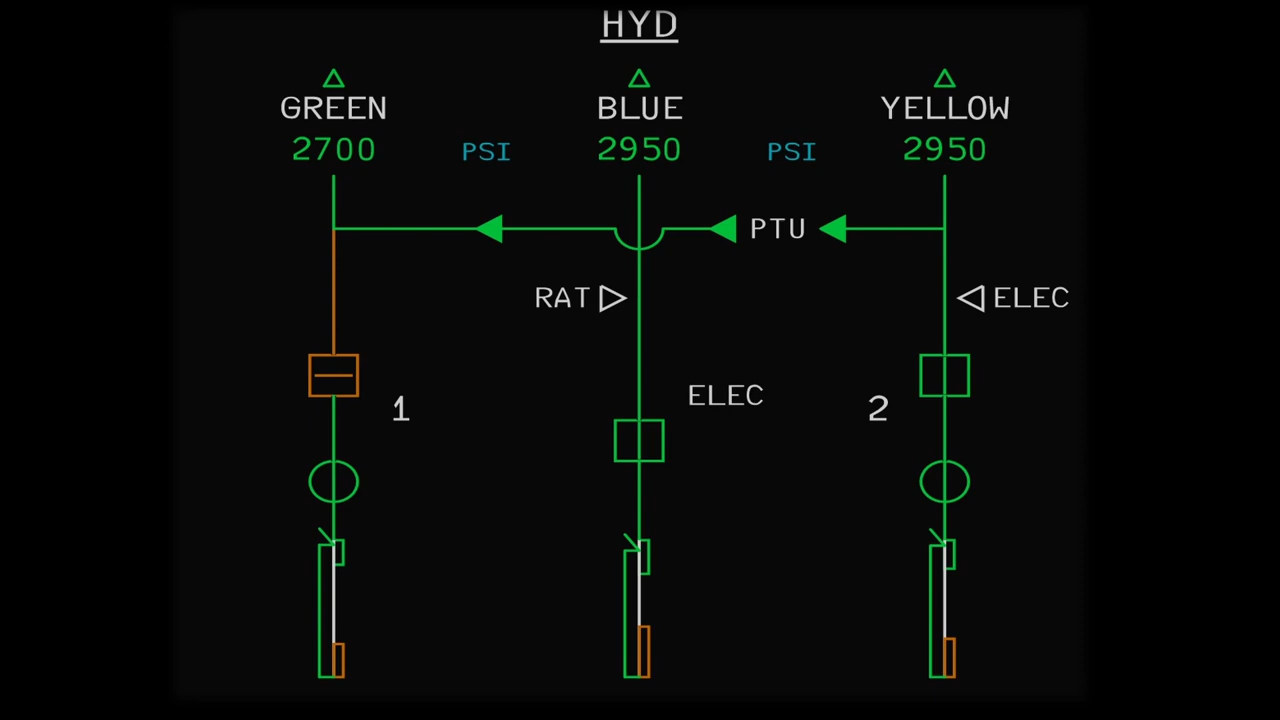 HYD
GREEN BLUE YELLOW
2700 PSI 2950 PSI 2950
PTU
RAT ELEC
ELEC
1 2